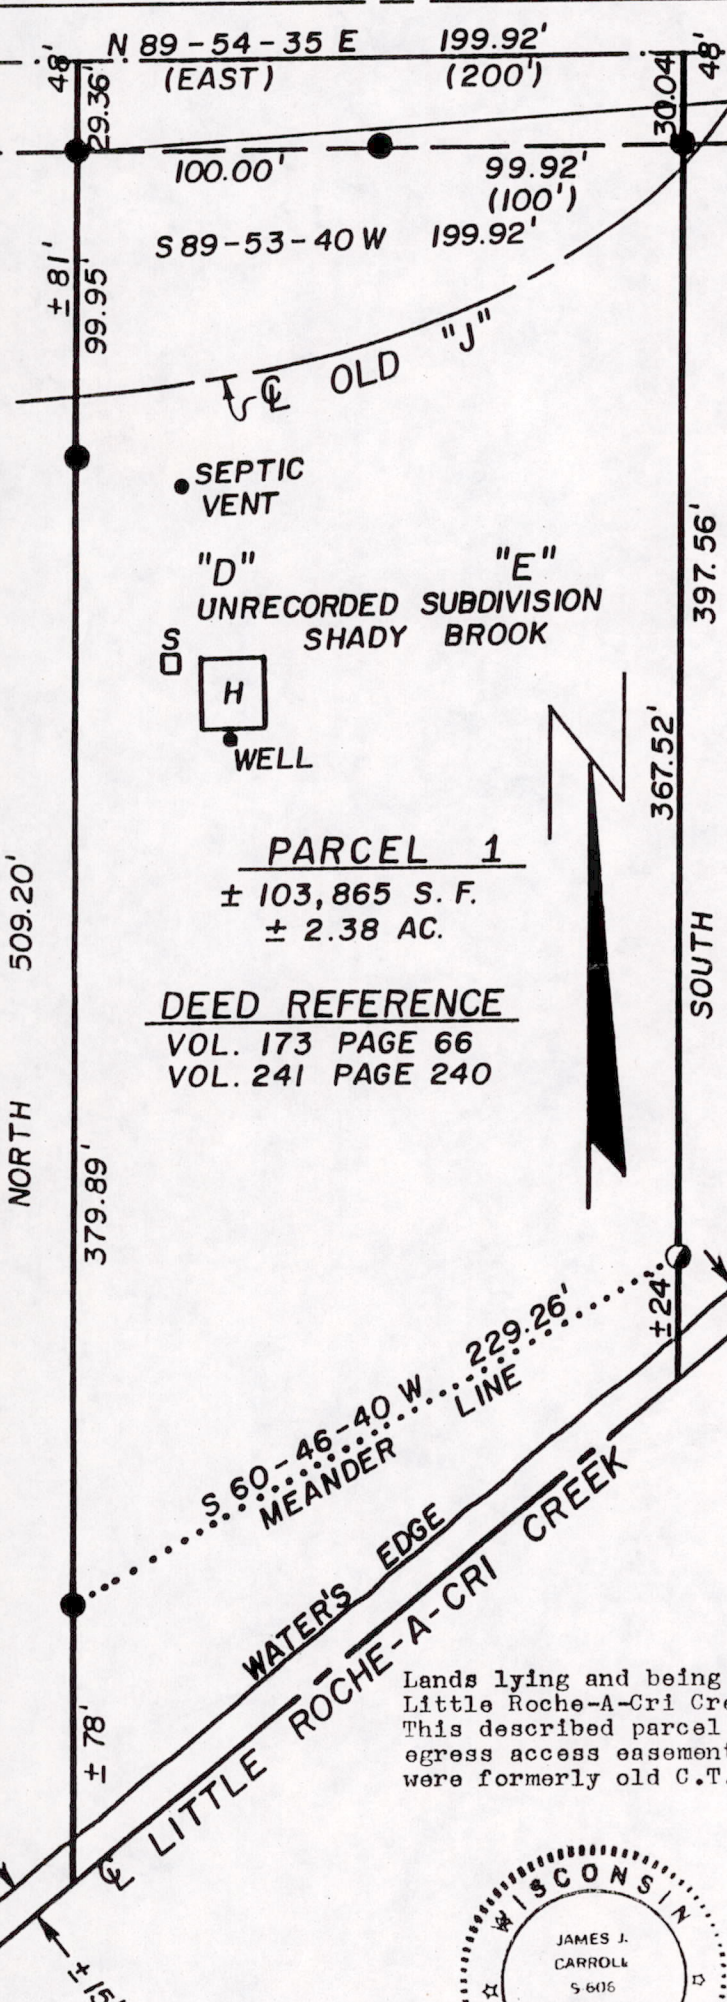 N 89-54-35 E 199.92'
(EAST) (200')
48'
29.36'
30.04'
48'
100.00' 99.92'
(100')
S 89-53-40 W 199.92'
± 81'
99.95'
℄ OLD "J"
SEPTIC
VENT
"D" "E"
UNRECORDED SUBDIVISION
SHADY BROOK
S
H
WELL
397.56'
367.52'
PARCEL 1
± 103,865 S. F.
± 2.38 AC.
509.20'
SOUTH
DEED REFERENCE
VOL. 173 PAGE 66
VOL. 241 PAGE 240
NORTH
379.89'
±24'
S 60-46-40 W 229.26'
MEANDER LINE
WATER'S EDGE
℄ LITTLE ROCHE-A-CRI CREEK
± 78'
Lands lying and being
Little Roche-A-Cri Cre
This described parcel
egress access easement
were formerly old C.T.
WISCONSIN
JAMES J.
CARROLL
S-606
± 15